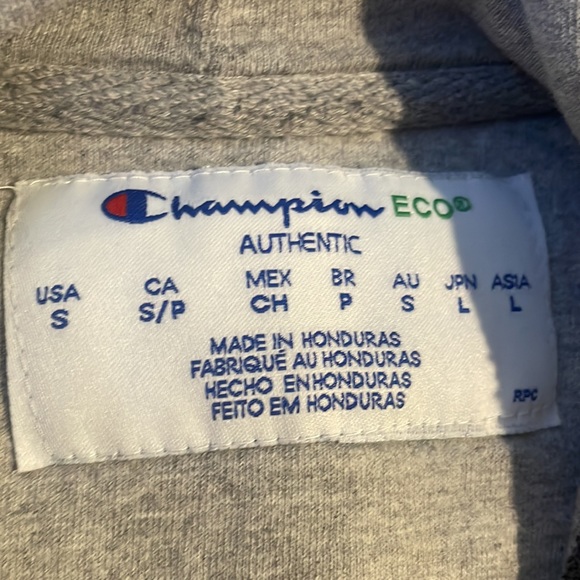 Champion ECO®
AUTHENTIC
USA CA MEX BR AU JPN ASIA
S S/P CH P S L L
MADE IN HONDURAS
FABRIQUÉ AU HONDURAS
HECHO EN HONDURAS
FEITO EM HONDURAS
RPC